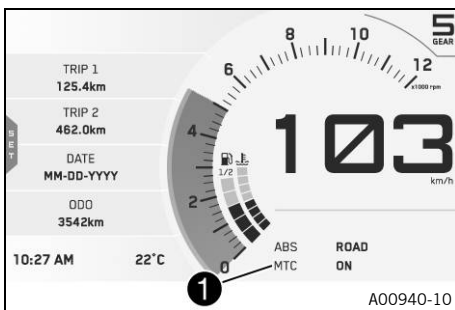 TRIP 1
125.4km
TRIP 2
462.0km
DATE
MM-DD-YYYY
ODO
3542km
10:27 AM 22°C
SET
0
2
4
6
8
10
12
x1000 rpm
5
GEAR
1/2
103
km/h
ABS ROAD
MTC ON
1
A00940-10